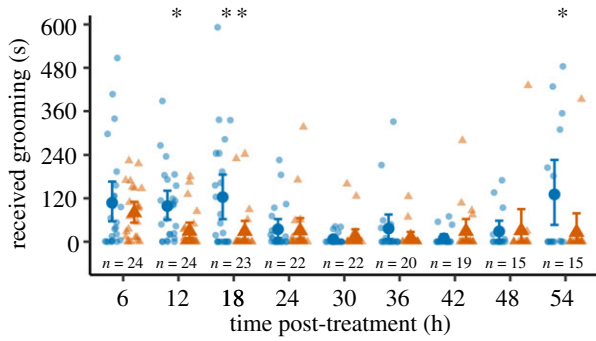 * * * *
600
480
360
240
120
0
received grooming (s)
n = 24 n = 24 n = 23 n = 22 n = 22 n = 20 n = 19 n = 15 n = 15
6 12 18 24 30 36 42 48 54
time post-treatment (h)